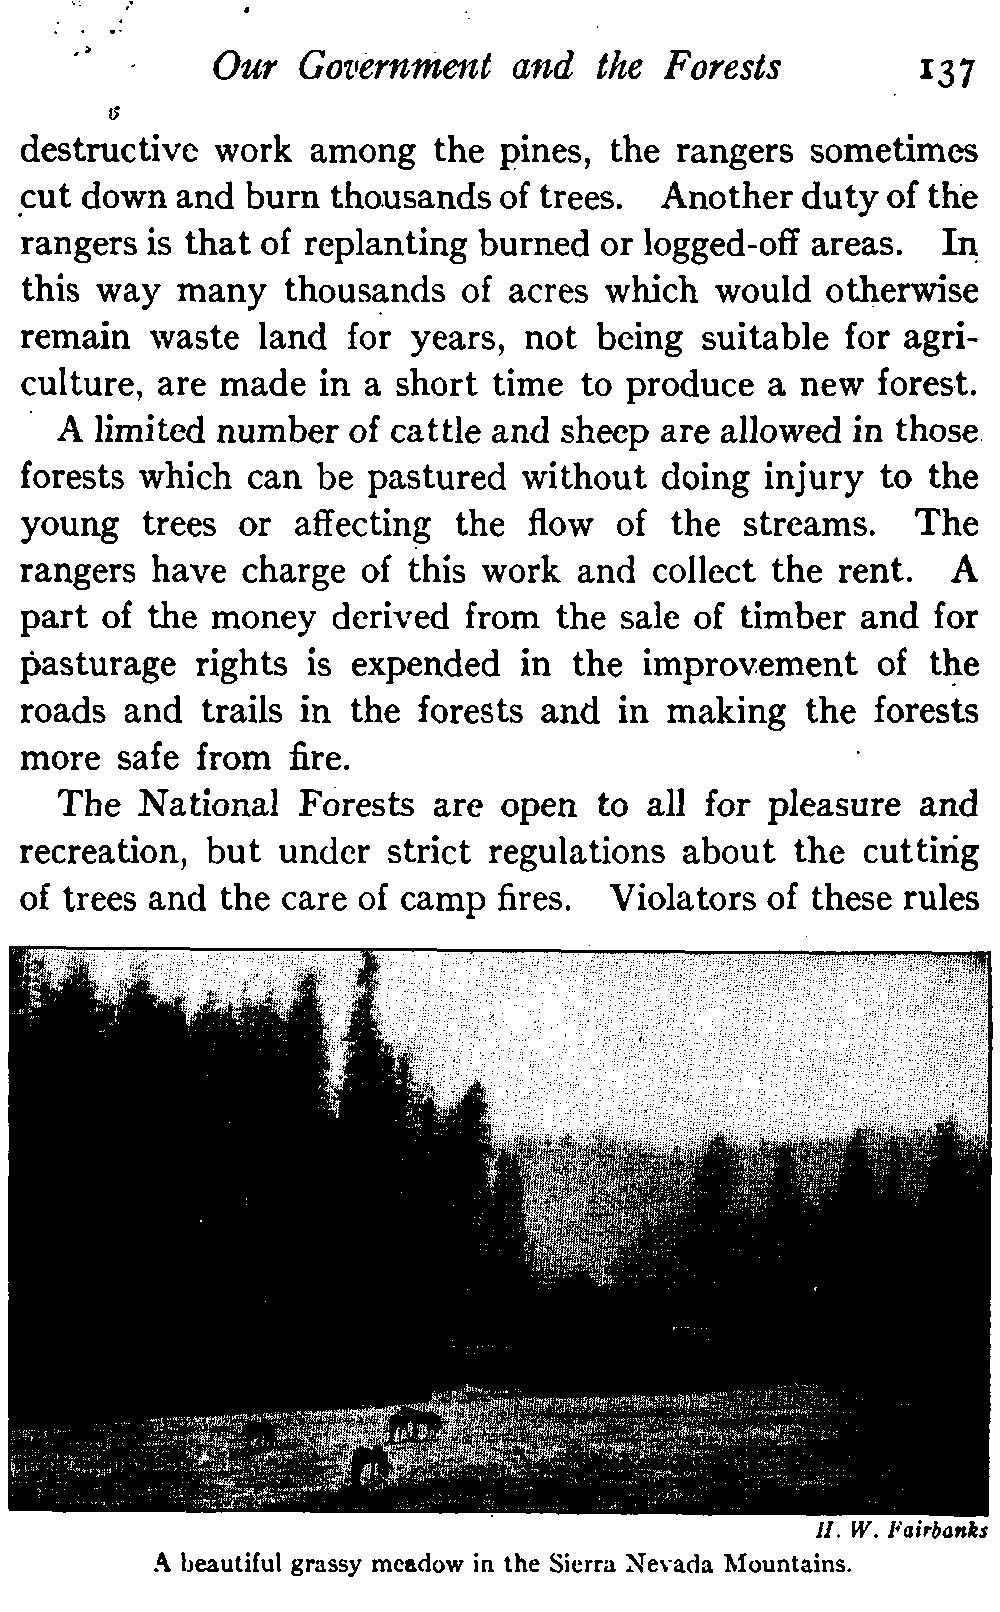 Our Government and the Forests 137
destructive work among the pines, the rangers sometimes
cut down and burn thousands of trees. Another duty of the
rangers is that of replanting burned or logged-off areas. In
this way many thousands of acres which would otherwise
remain waste land for years, not being suitable for agri-
culture, are made in a short time to produce a new forest.
A limited number of cattle and sheep are allowed in those
forests which can be pastured without doing injury to the
young trees or affecting the flow of the streams. The
rangers have charge of this work and collect the rent. A
part of the money derived from the sale of timber and for
pasturage rights is expended in the improvement of the
roads and trails in the forests and in making the forests
more safe from fire.
The National Forests are open to all for pleasure and
recreation, but under strict regulations about the cutting
of trees and the care of camp fires. Violators of these rules
H. W. Fairbanks
A beautiful grassy meadow in the Sierra Nevada Mountains.